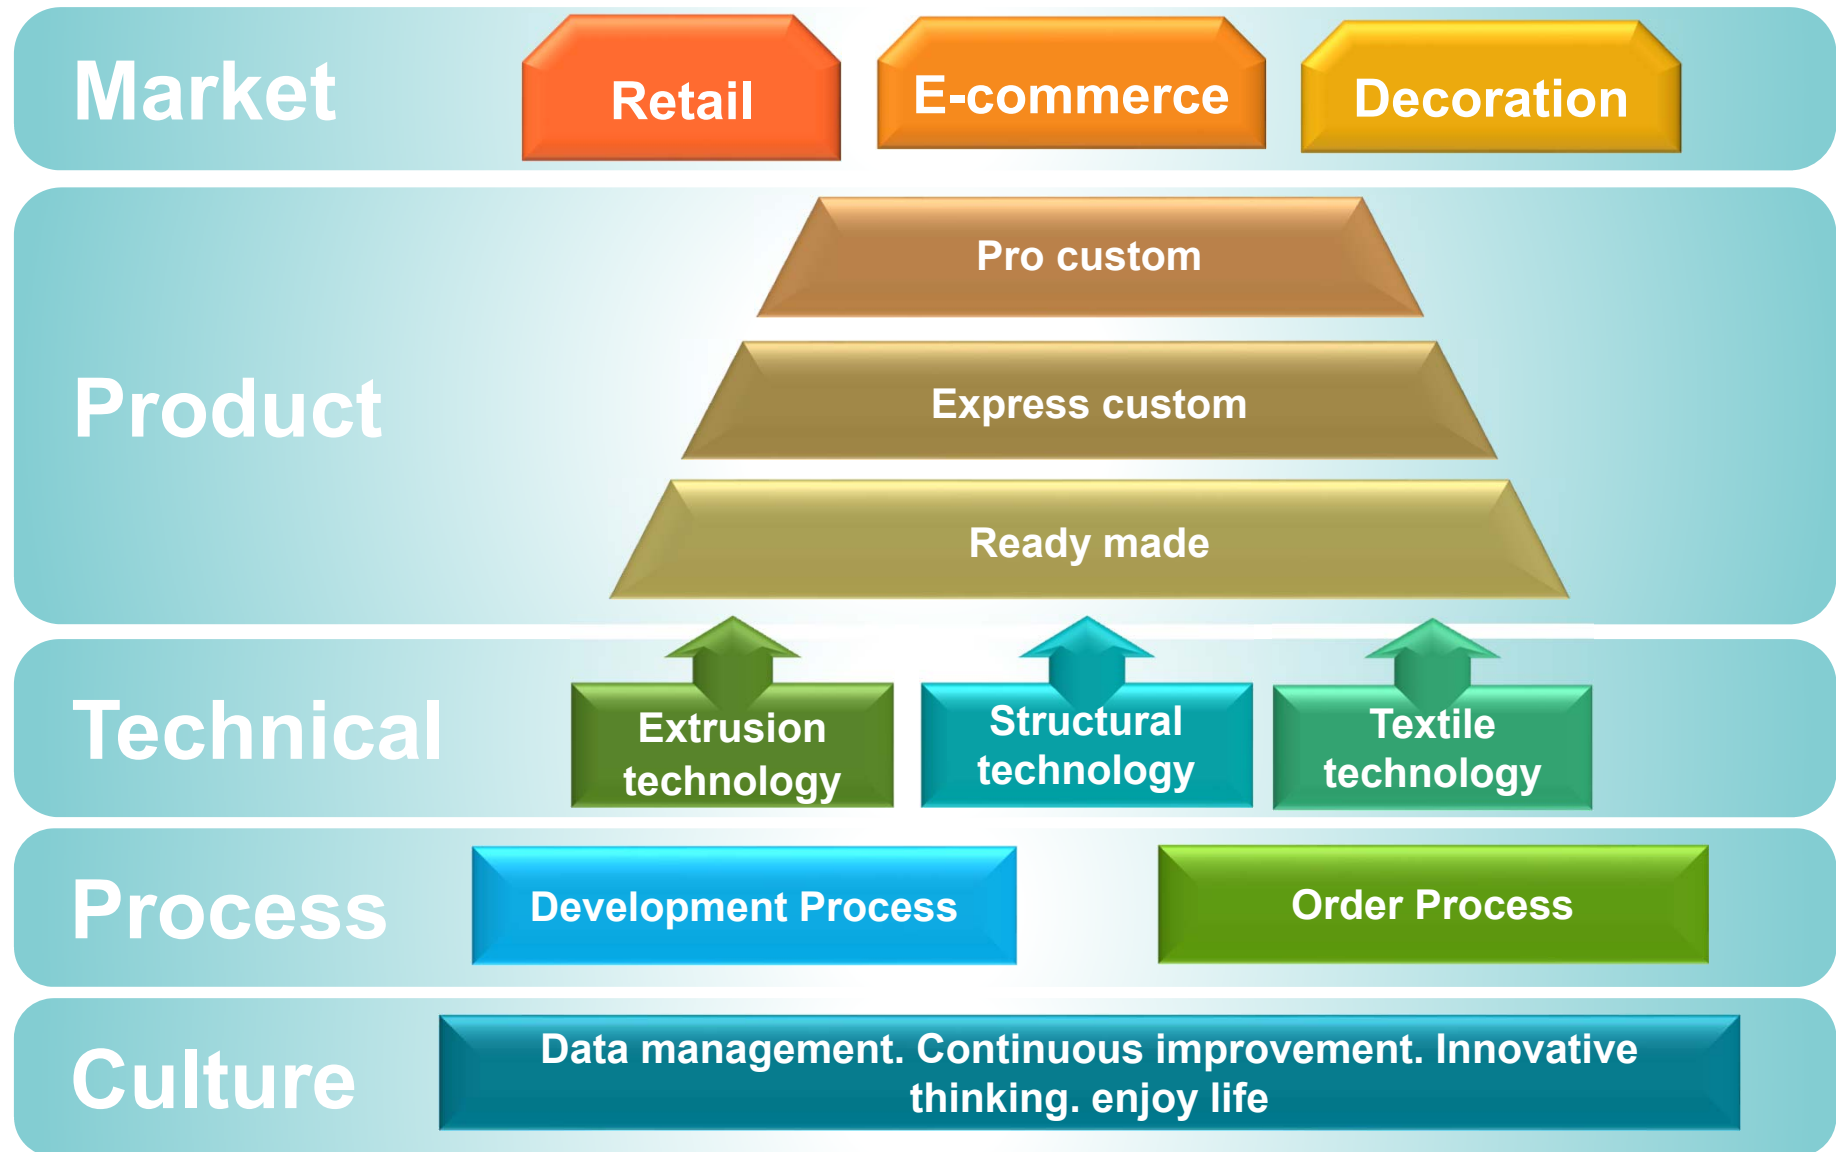 Market
Retail
E-commerce
Decoration
Product
Pro custom
Express custom
Ready made
Technical
Extrusion
technology
Structural
technology
Textile
technology
Process
Development Process
Order Process
Culture
Data management. Continuous improvement. Innovative
thinking. enjoy life